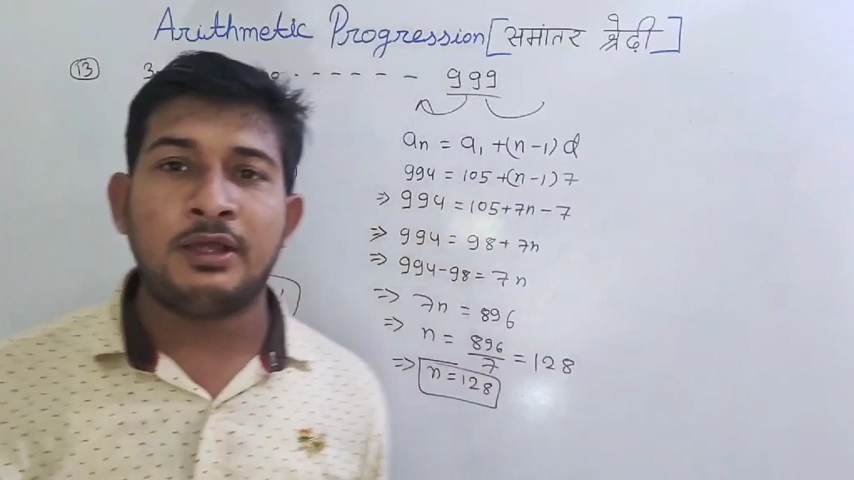 Arithmetic Progression [समांतर श्रेढ़ी]
(13) 3 - - - - - - 999
an = a1 + (n-1) d
994 = 105 + (n-1) 7
⇒ 994 = 105 + 7n - 7
⇒ 994 = 98 + 7n
⇒ 994 - 98 = 7n
⇒ 7n = 896
⇒ n = 896/7 = 128
⇒ n = 128